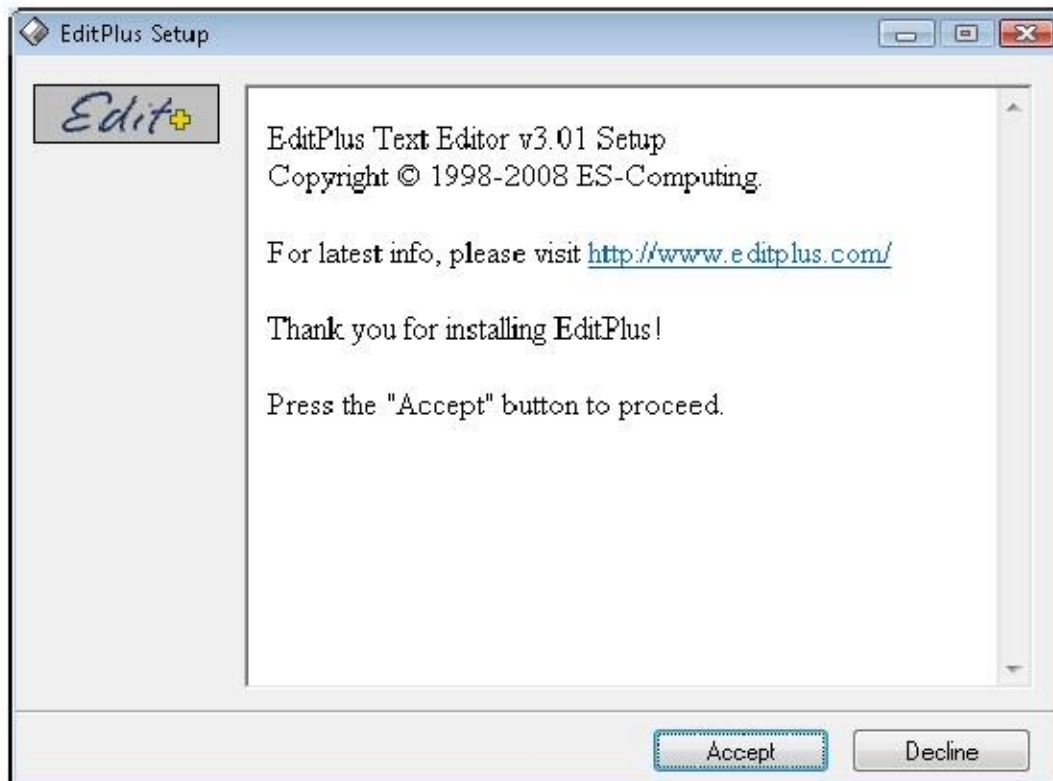 EditPlus Setup
Edit+
EditPlus Text Editor v3.01 Setup
Copyright © 1998-2008 ES-Computing.
For latest info, please visit http://www.editplus.com/
Thank you for installing EditPlus!
Press the "Accept" button to proceed.
Accept
Decline